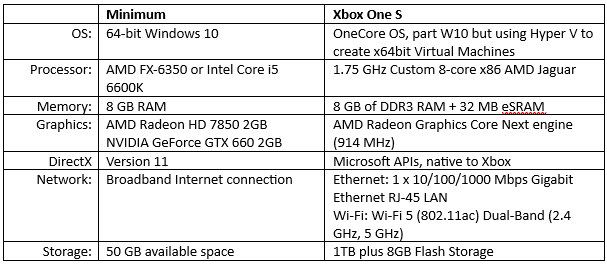 Minimum Xbox One S
OS: 64-bit Windows 10 OneCore OS, part W10 but using Hyper V to
create x64bit Virtual Machines
Processor: AMD FX-6350 or Intel Core i5 1.75 GHz Custom 8-core x86 AMD Jaguar
6600K
Memory: 8 GB RAM 8 GB of DDR3 RAM + 32 MB eSRAM
Graphics: AMD Radeon HD 7850 2GB AMD Radeon Graphics Core Next engine
NVIDIA GeForce GTX 660 2GB (914 MHz)
DirectX Version 11 Microsoft APIs, native to Xbox
Network: Broadband Internet connection Ethernet: 1 x 10/100/1000 Mbps Gigabit
Ethernet RJ-45 LAN
Wi-Fi: Wi-Fi 5 (802.11ac) Dual-Band (2.4
GHz, 5 GHz)
Storage: 50 GB available space 1TB plus 8GB Flash Storage